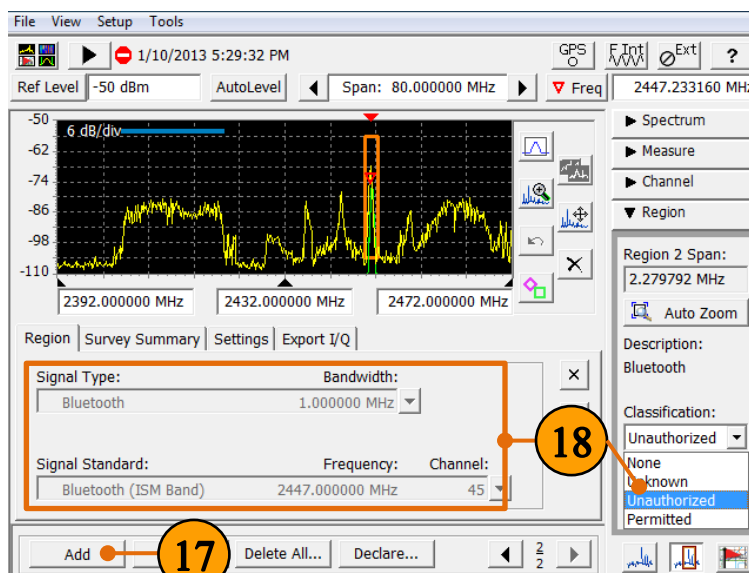 File View Setup Tools
1/10/2013 5:29:32 PM GPS Int Ext ?
Ref Level -50 dBm AutoLevel Span: 80.000000 MHz Freq 2447.233160 MHz
-50
6 dB/div
-62
-74
-86
-98
-110
2392.000000 MHz 2432.000000 MHz 2472.000000 MHz
Spectrum
Measure
Channel
Region
Region 2 Span:
2.279792 MHz
Auto Zoom
Description:
Bluetooth
Classification:
Unauthorized
None
Unknown
Unauthorized
Permitted
Region Survey Summary Settings Export I/Q
Signal Type: Bandwidth:
Bluetooth 1.000000 MHz
Signal Standard: Frequency: Channel:
Bluetooth (ISM Band) 2447.000000 MHz 45
18
Add 17 Delete All... Declare... 2
2